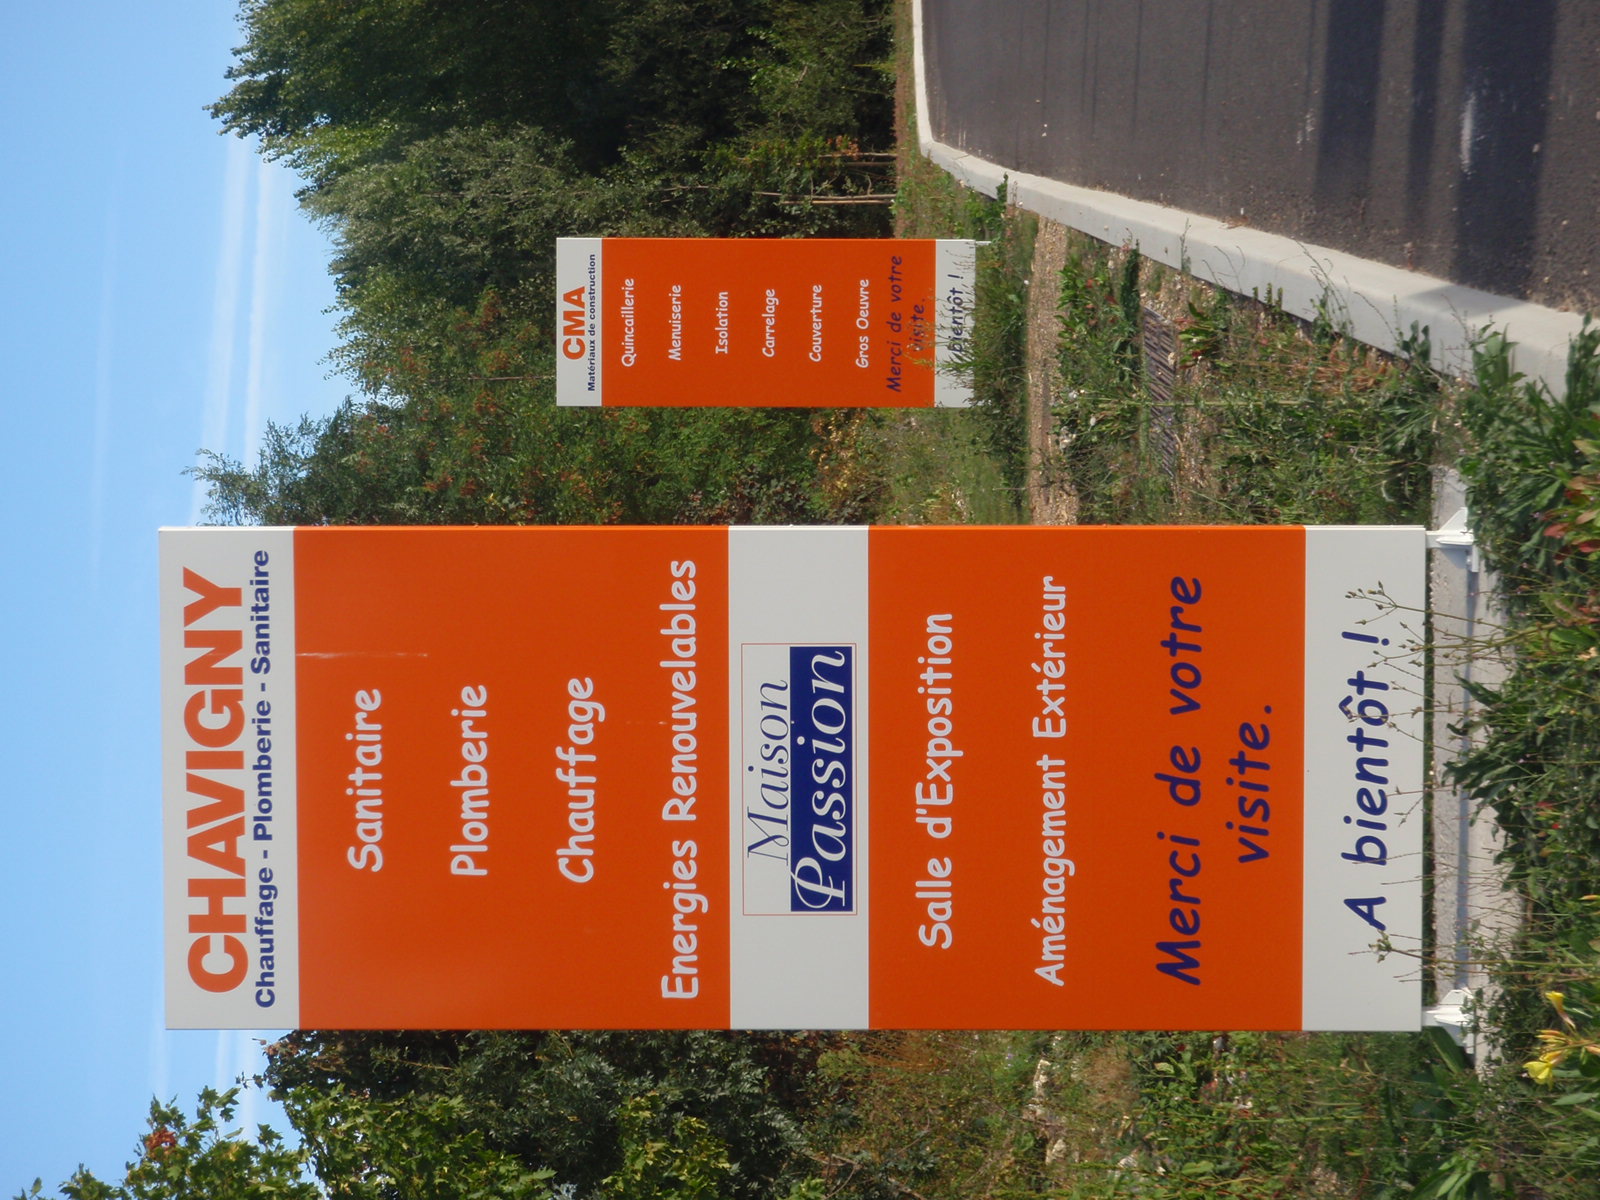 CHAVIGNY
Chauffage - Plomberie - Sanitaire
Sanitaire
Plomberie
Chauffage
Energies Renouvelables
Maison
Passion
Salle d'Exposition
Aménagement Extérieur
Merci de votre
visite.
A bientôt !
CMA
Matériaux de construction
Quincaillerie
Menuiserie
Isolation
Carrelage
Couverture
Gros Oeuvre
Merci de votre
visite.
bientôt !